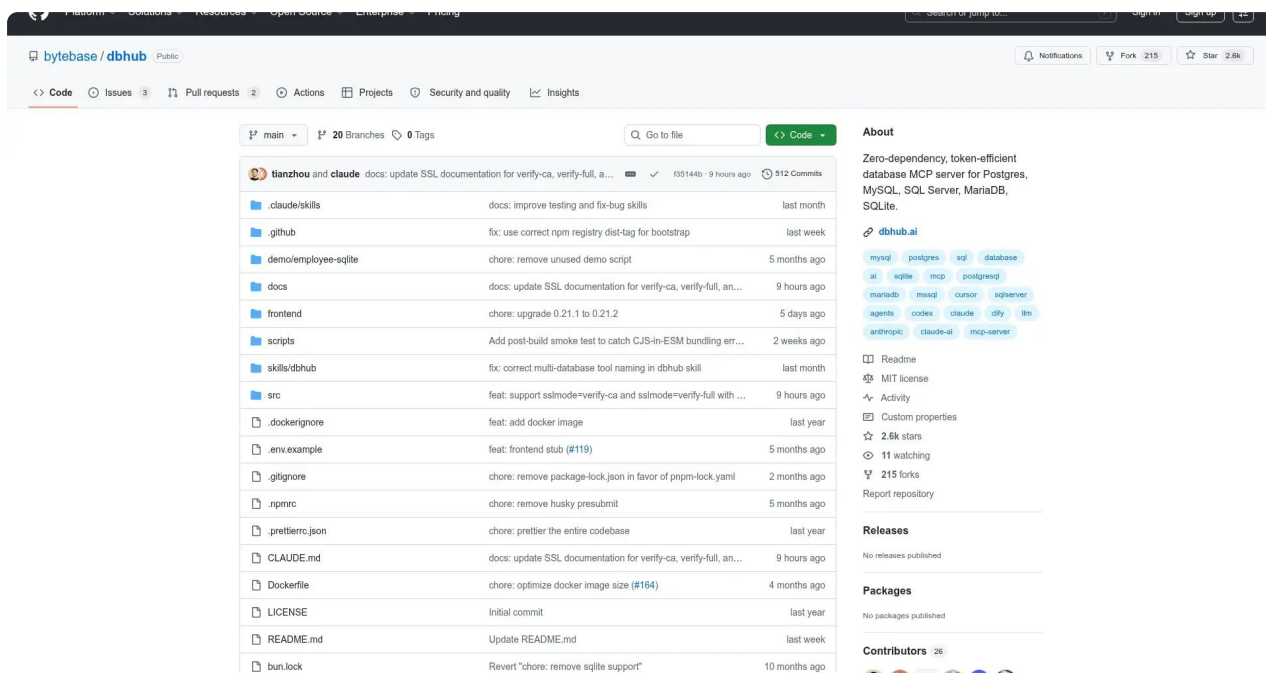 Platform Solutions Resources Open Source Enterprise Pricing
Search or jump to... Sign in Sign up
bytebase / dbhub Public
Notifications Fork 215 Star 2.6k
Code Issues 3 Pull requests 2 Actions Projects Security and quality Insights
main 20 Branches 0 Tags Go to file Code
tianzhou and claude docs: update SSL documentation for verify-ca, verify-full, a... f35144b · 9 hours ago 512 Commits
.claude/skills docs: improve testing and fix-bug skills last month
.github fix: use correct npm registry dist-tag for bootstrap last week
demo/employee-sqlite chore: remove unused demo script 5 months ago
docs docs: update SSL documentation for verify-ca, verify-full, an... 9 hours ago
frontend chore: upgrade 0.21.1 to 0.21.2 5 days ago
scripts Add post-build smoke test to catch CJS-in-ESM bundling err... 2 weeks ago
skills/dbhub fix: correct multi-database tool naming in dbhub skill last month
src feat: support sslmode=verify-ca and sslmode=verify-full with ... 9 hours ago
.dockerignore feat: add docker image last year
.env.example feat: frontend stub (#119) 5 months ago
.gitignore chore: remove package-lock.json in favor of pnpm-lock.yaml 2 months ago
.npmrc chore: remove husky presubmit 5 months ago
.prettierrc.json chore: prettier the entire codebase last year
CLAUDE.md docs: update SSL documentation for verify-ca, verify-full, an... 9 hours ago
Dockerfile chore: optimize docker image size (#164) 4 months ago
LICENSE Initial commit last year
README.md Update README.md last week
bun.lock Revert "chore: remove sqlite support" 10 months ago
About
Zero-dependency, token-efficient
database MCP server for Postgres,
MySQL, SQL Server, MariaDB,
SQLite.
dbhub.ai
mysql postgres sql database
ai sqlite mcp postgresql
mariadb mssql cursor sqlserver
agents codex claude dify llm
anthropic claude-ai mcp-server
Readme
MIT license
Activity
Custom properties
2.6k stars
11 watching
215 forks
Report repository
Releases
No releases published
Packages
No packages published
Contributors 26